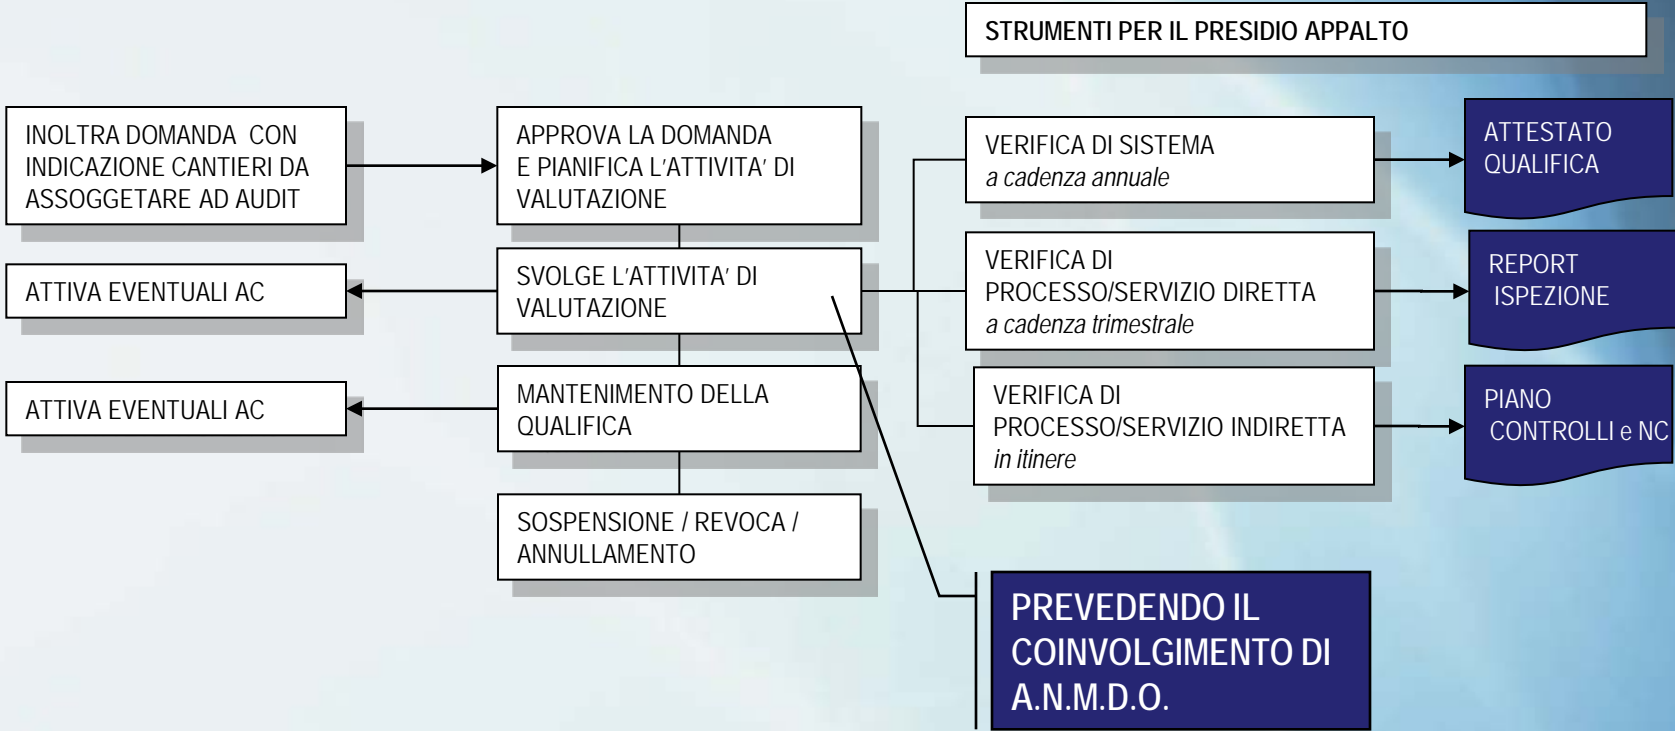 STRUMENTI PER IL PRESIDIO APPALTO
INOLTRA DOMANDA CON
INDICAZIONE CANTIERI DA
ASSOGGETARE AD AUDIT
APPROVA LA DOMANDA
E PIANIFICA L'ATTIVITA' DI
VALUTAZIONE
VERIFICA DI SISTEMA
a cadenza annuale
ATTESTATO
QUALIFICA
ATTIVA EVENTUALI AC
SVOLGE L'ATTIVITA' DI
VALUTAZIONE
VERIFICA DI
PROCESSO/SERVIZIO DIRETTA
a cadenza trimestrale
REPORT
ISPEZIONE
ATTIVA EVENTUALI AC
MANTENIMENTO DELLA
QUALIFICA
VERIFICA DI
PROCESSO/SERVIZIO INDIRETTA
in itinere
PIANO
CONTROLLI e NC
SOSPENSIONE / REVOCA /
ANNULLAMENTO
PREVEDENDO IL
COINVOLGIMENTO DI
A.N.M.D.O.